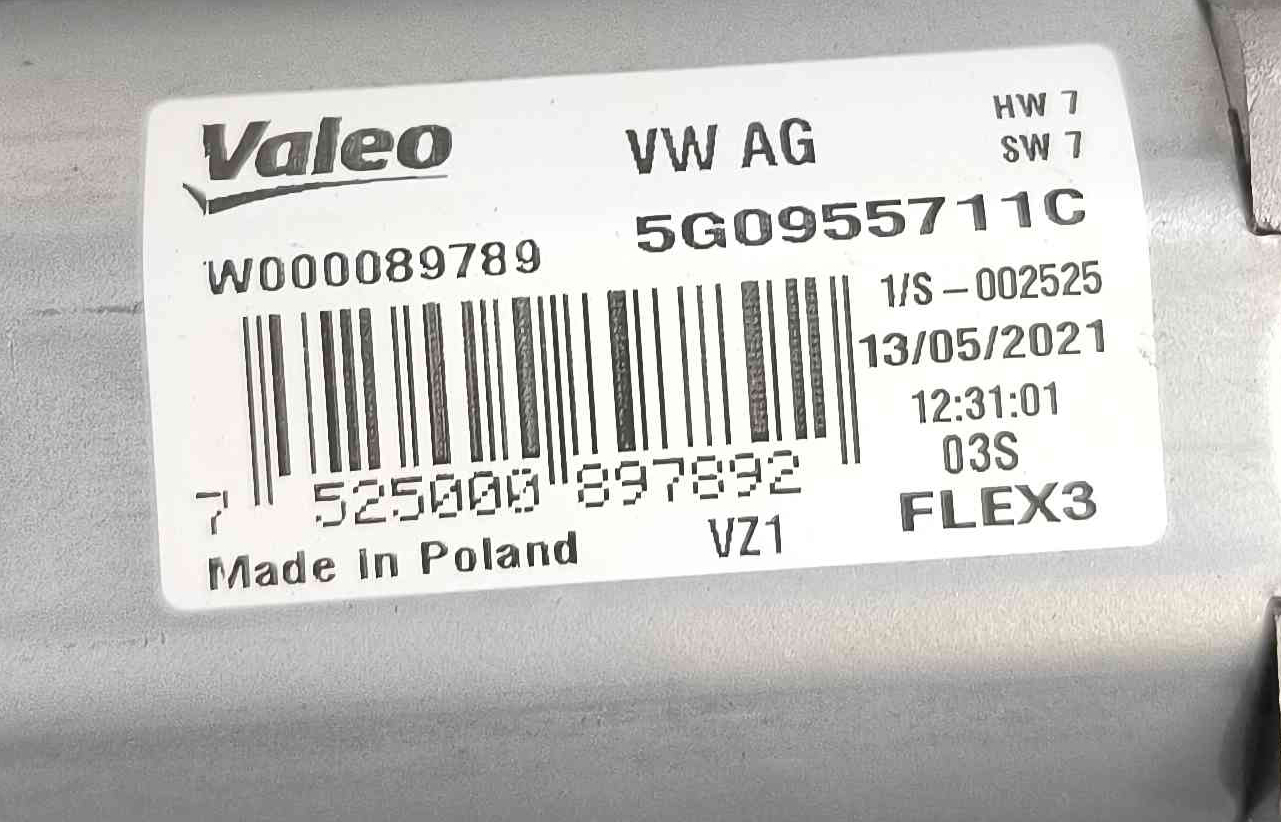 Valeo
VW AG
HW 7
SW 7
W000089789
5G0955711C
1/S-002525
13/05/2021
12:31:01
03S
FLEX3
7 525000 897892
Made in Poland
VZ1